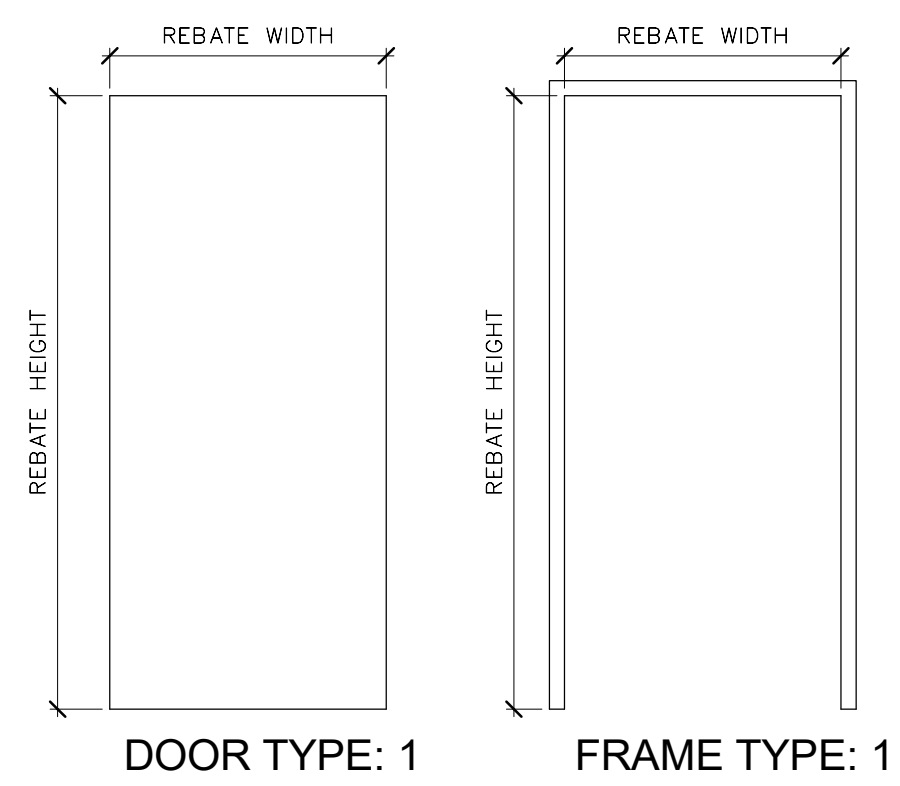 REBATE WIDTH
REBATE HEIGHT
DOOR TYPE: 1
REBATE WIDTH
REBATE HEIGHT
FRAME TYPE: 1